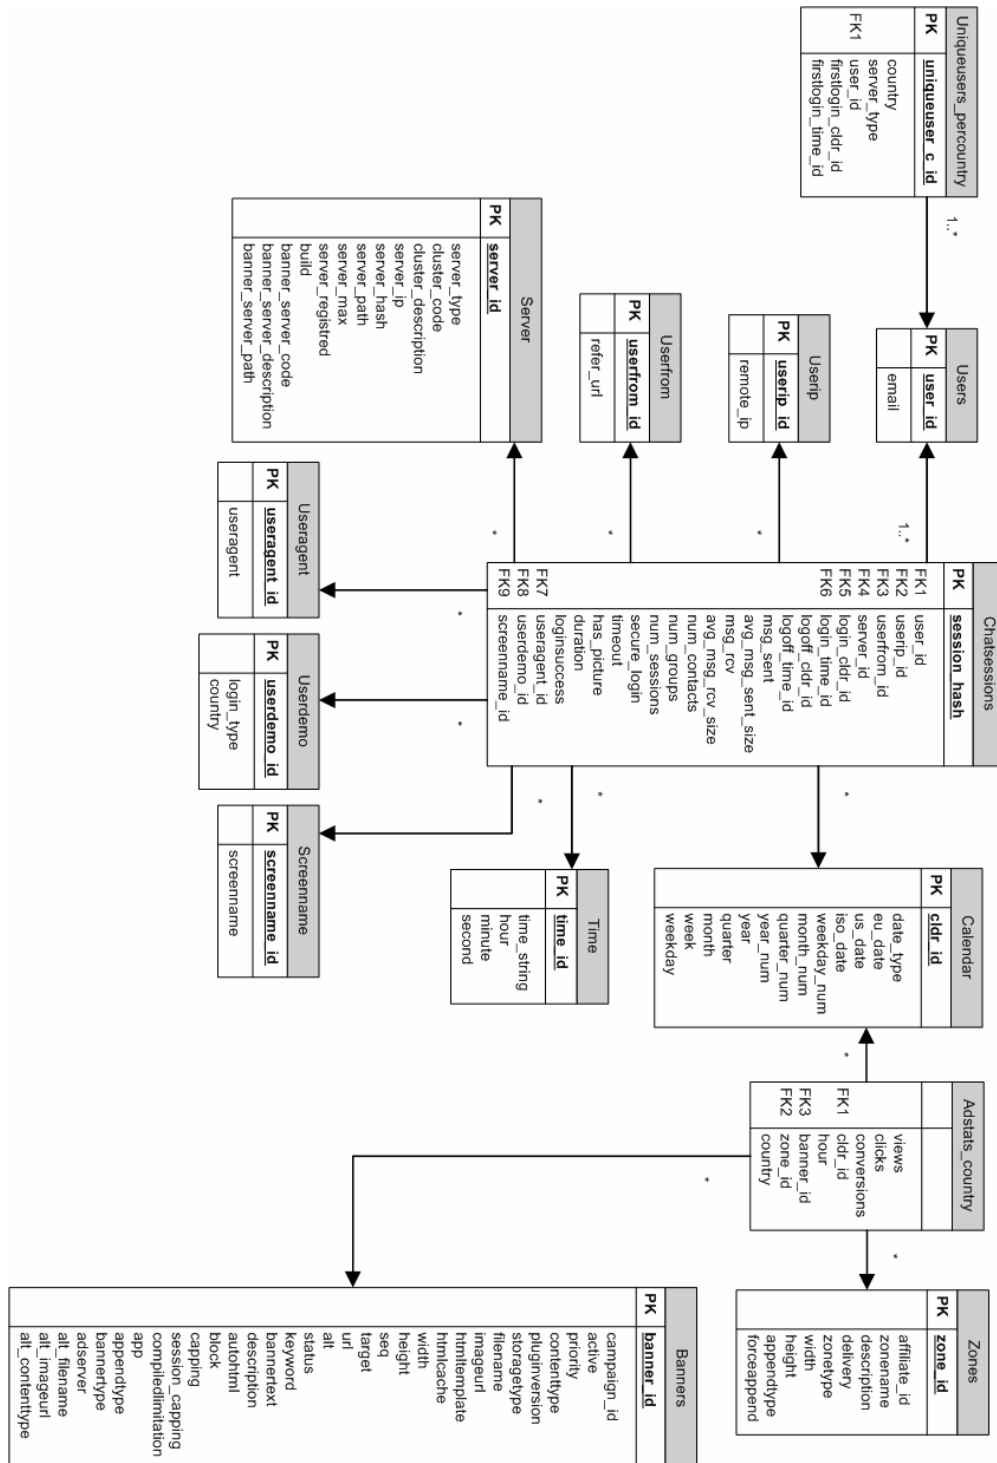 Uniqueusers_percountry
PK uniqueuser_c_id
country
server_type
FK1 user_id
firstlogin_cldr_id
firstlogin_time_id
1..*
Users
PK user_id
email
1..*
Chatsessions
PK session_hash
FK1 user_id
FK2 userip_id
FK3 userfrom_id
FK4 server_id
FK5 login_cldr_id
FK6 login_time_id
logoff_cldr_id
logoff_time_id
msg_sent
avg_msg_sent_size
msg_rcv
avg_msg_rcv_size
num_contacts
num_groups
num_sessions
secure_login
timeout
has_picture
duration
loginsuccess
FK7 useragent_id
FK8 userdemo_id
FK9 screenname_id
*
Calendar
PK cldr_id
date_type
eu_date
us_date
iso_date
weekday_num
month_num
quarter_num
year_num
year
quarter
month
week
weekday
*
Adstats_country
views
clicks
conversions
FK1 cldr_id
hour
FK3 banner_id
FK2 zone_id
country
*
Zones
PK zone_id
affiliate_id
zonename
description
delivery
zonetype
width
height
appendtype
forceappend
Userip
PK userip_id
remote_ip
*
Userfrom
PK userfrom_id
refer_url
*
Server
PK server_id
server_type
cluster_code
cluster_description
server_ip
server_hash
server_path
server_max
server_registred
build
banner_server_code
banner_server_description
banner_server_path
*
*
*
*
*
Time
PK time_id
time_string
hour
minute
second
*
Banners
PK banner_id
campaign_id
active
priority
contenttype
pluginversion
storagetype
filename
imageurl
htmltemplate
htmlcache
width
height
seq
target
url
alt
status
keyword
bannertext
description
autohtml
block
capping
session_capping
compiledlimitation
app
appendtype
bannertype
adserver
alt_filename
alt_imageurl
alt_contenttype
Useragent
PK useragent_id
useragent
Userdemo
PK userdemo_id
login_type
country
Screenname
PK screenname_id
screenname